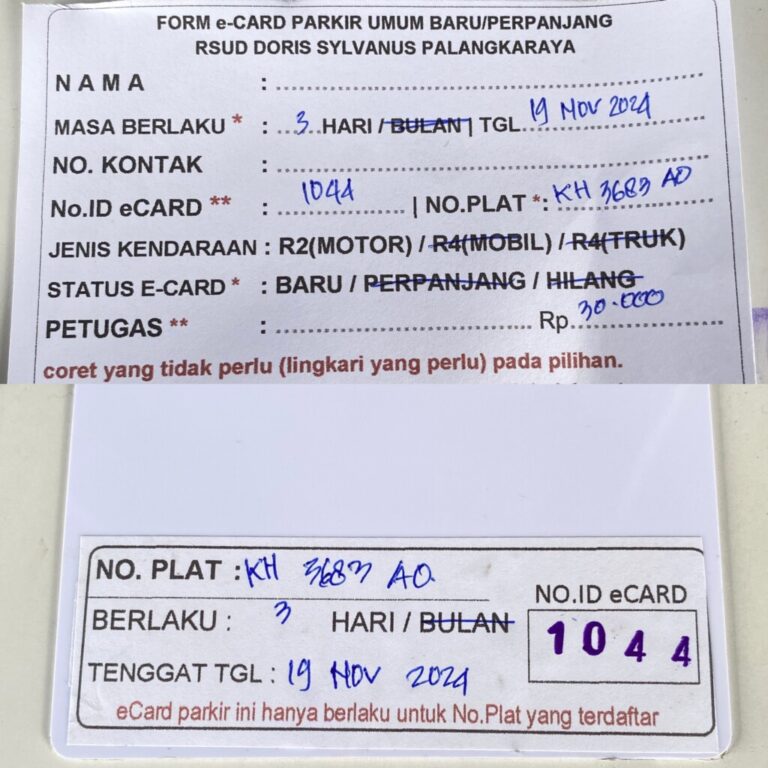 FORM e-CARD PARKIR UMUM BARU/PERPANJANG
RSUD DORIS SYLVANUS PALANGKARAYA
NAMA :
MASA BERLAKU * : 3 HARI / BULAN | TGL 19 NOV 2024
NO. KONTAK :
No.ID eCARD ** : 1044 | NO.PLAT *: KH 3683 AO
JENIS KENDARAAN : R2(MOTOR) / R4(MOBIL) / R4(TRUK)
STATUS E-CARD * : BARU / PERPANJANG / HILANG
PETUGAS ** : Rp. 30.000
coret yang tidak perlu (lingkari yang perlu) pada pilihan.
NO. PLAT : KH 3683 AO
BERLAKU : 3 HARI / BULAN
TENGGAT TGL : 19 NOV 2024
NO.ID eCARD
1044
eCard parkir ini hanya berlaku untuk No.Plat yang terdaftar